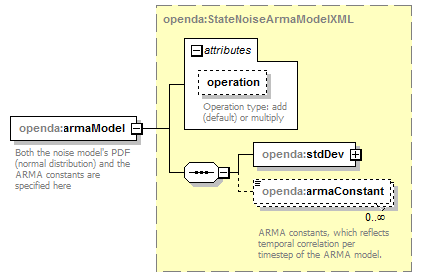 openda:StateNoiseArmaModelXML
attributes
operation
Operation type: add
(default) or multiply
openda:armaModel
Both the noise model's PDF
(normal distribution) and the
ARMA constants are
specified here
openda:stdDev
openda:armaConstant
0..∞
ARMA constants, which reflects
temporal correlation per
timestep of the ARMA model.